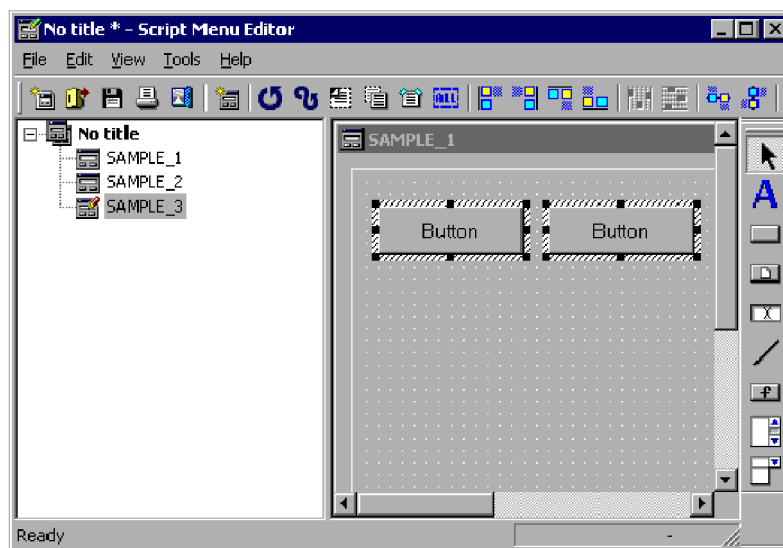 No title * - Script Menu Editor
File Edit View Tools Help
ALL
No title
SAMPLE_1
SAMPLE_2
SAMPLE_3
SAMPLE_1
Button Button
A
X
f
Ready -